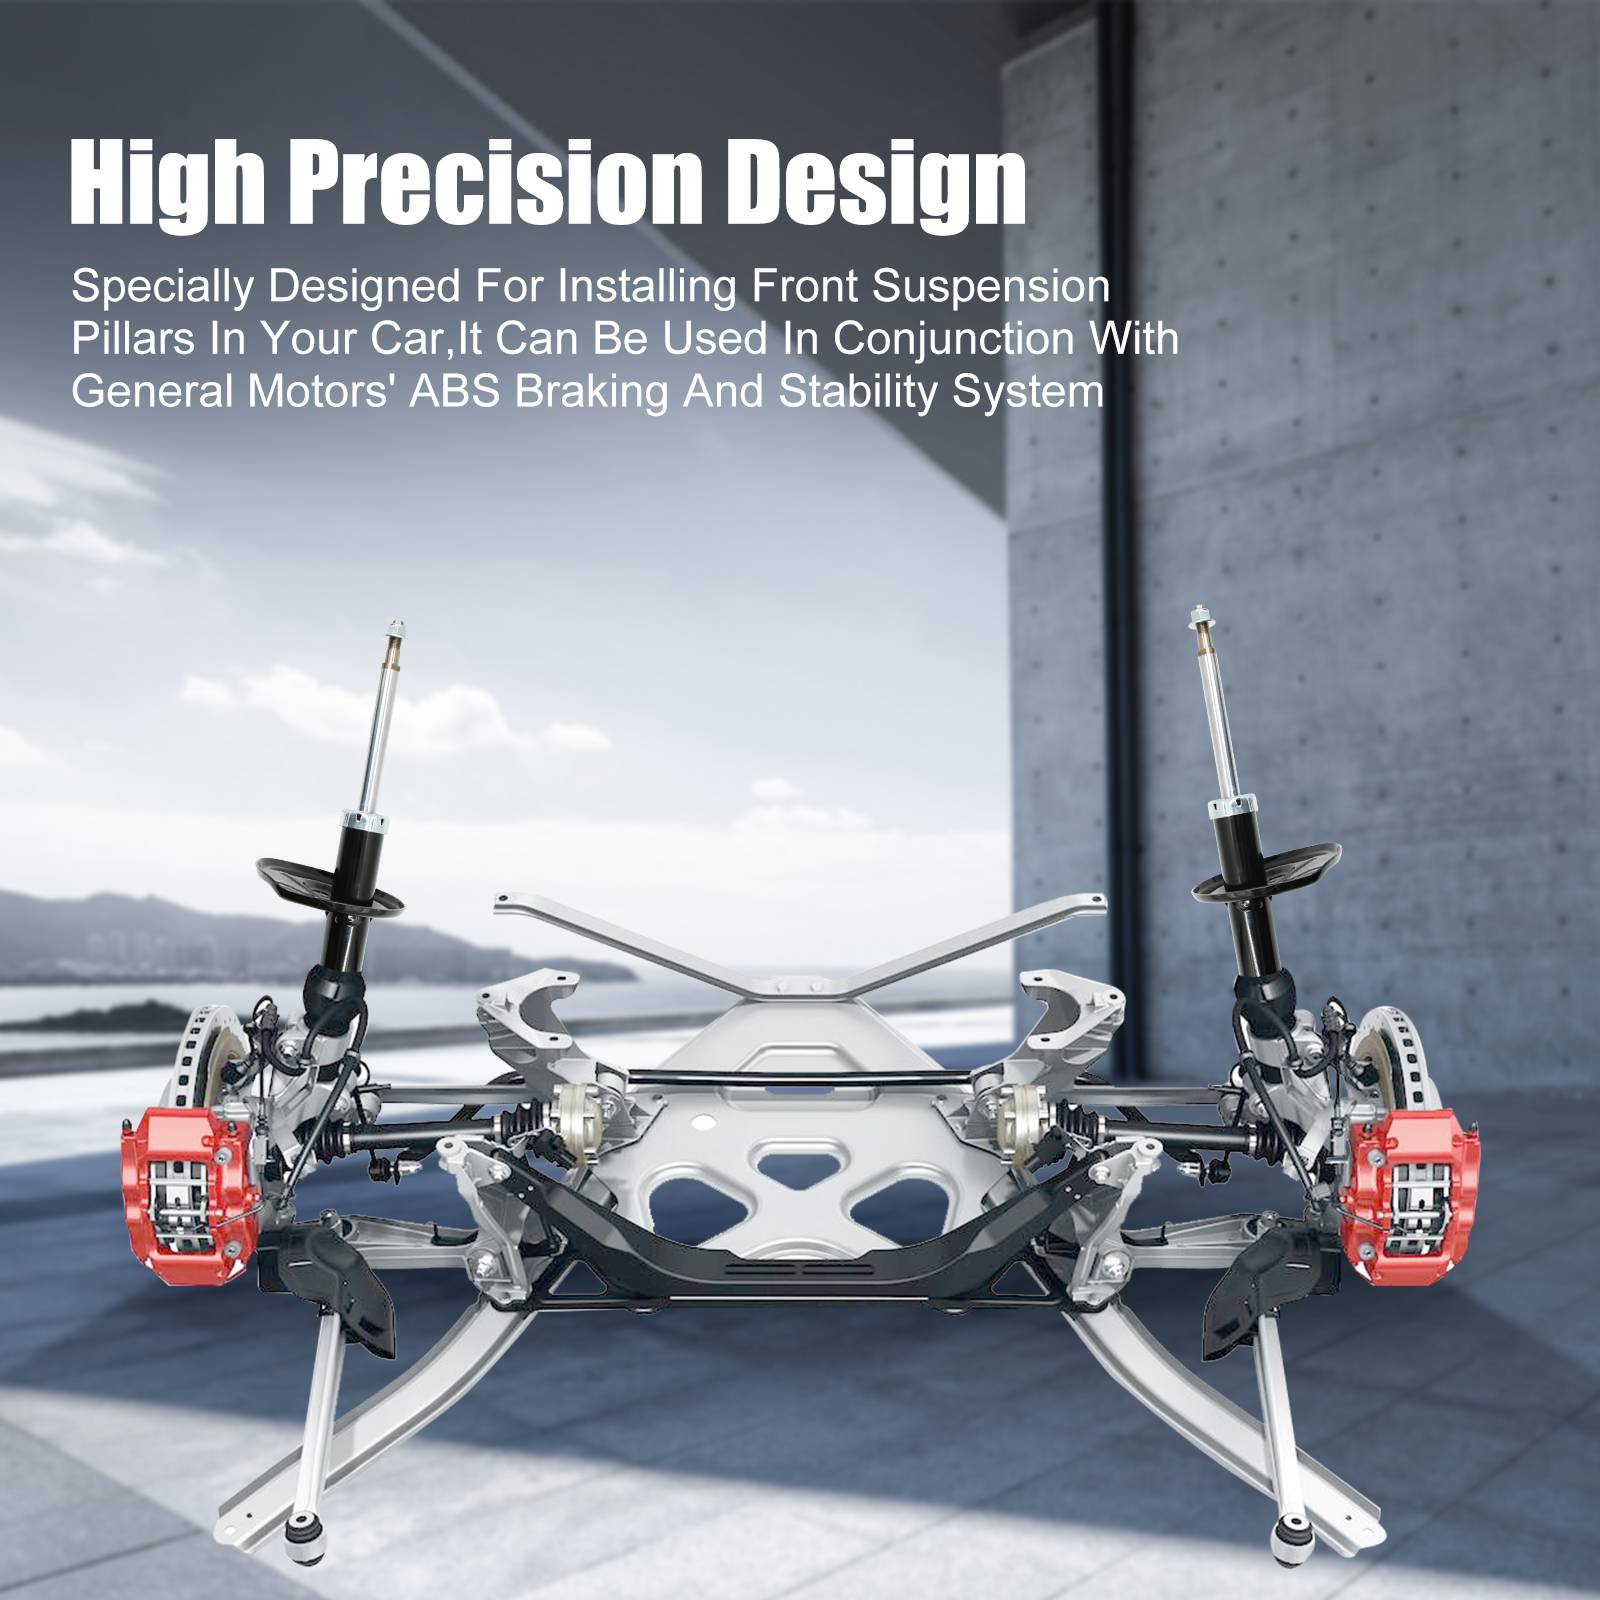 High Precision Design
Specially Designed For Installing Front Suspension
Pillars In Your Car,It Can Be Used In Conjunction With
General Motors' ABS Braking And Stability System